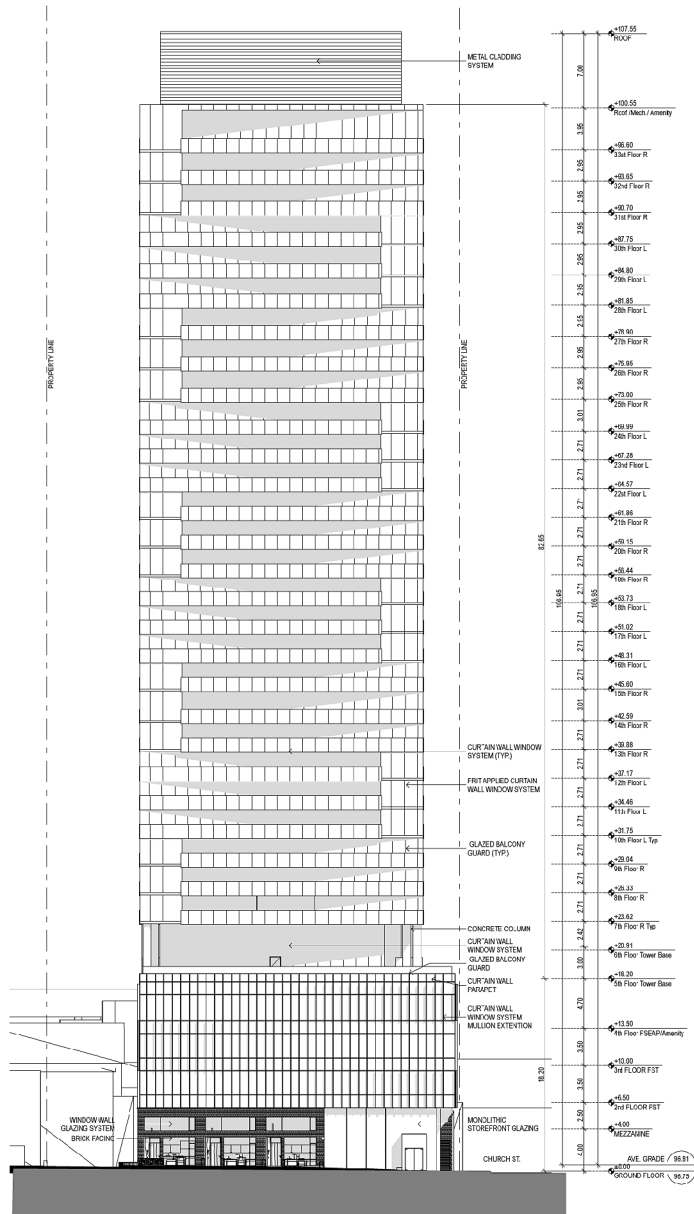 +107.55
ROOF
METAL CLADDING
SYSTEM
7.00
+100.55
Roof /Mech./ Amenity
3.95
+96.60
33st Floor R
2.95
+93.65
32nd Floor R
2.95
+90.70
31st Floor R
2.95
+87.75
30th Floor L
2.95
+84.80
29th Floor L
2.95
+81.85
28th Floor L
2.95
+78.90
27th Floor R
2.95
+75.95
26th Floor R
2.95
+73.00
25th Floor R
3.01
+69.99
24th Floor L
2.71
+67.28
23nd Floor L
2.71
+64.57
22st Floor L
2.71
+61.86
21th Floor R
2.71
+59.15
20th Floor R
2.71
+56.44
19th Floor R
2.71
+53.73
18th Floor L
2.71
+51.02
17th Floor L
2.71
+48.31
16th Floor L
2.71
+45.60
15th Floor R
3.01
+42.59
14th Floor R
2.71
+39.88
13th Floor R
2.71
+37.17
12th Floor L
2.71
+34.46
11th Floor L
2.71
+31.75
10th Floor L Typ
2.71
+29.04
9th Floor R
2.71
8th Floor R
2.71
+23.62
7th Floor R Typ
2.42
+20.91
6th Floor Tower Base
3.00
+18.20
5th Floor Tower Base
4.70
+13.50
4th Floor FSEAP/Amenity
3.50
+10.00
3rd FLOOR FST
3.50
+6.50
2nd FLOOR FST
2.50
+4.00
MEZZANINE
4.00
±0.00
GROUND FLOOR
AVE. GRADE
96.81
96.75
82.65
18.20
106.95
106.95
PROPERTY LINE
PROPERTY LINE
CURTAIN WALL WINDOW
SYSTEM (TYP.)
FRIT APPLIED CURTAIN
WALL WINDOW SYSTEM
GLAZED BALCONY
GUARD (TYP.)
CONCRETE COLUMN
CURTAIN WALL
WINDOW SYSTEM
GLAZED BALCONY
GUARD
CURTAIN WALL
PARAPET
CURTAIN WALL
WINDOW SYSTEM
MULLION EXTENTION
WINDOW WALL
GLAZING SYSTEM
BRICK FACING
MONOLITHIC
STOREFRONT GLAZING
CHURCH ST.